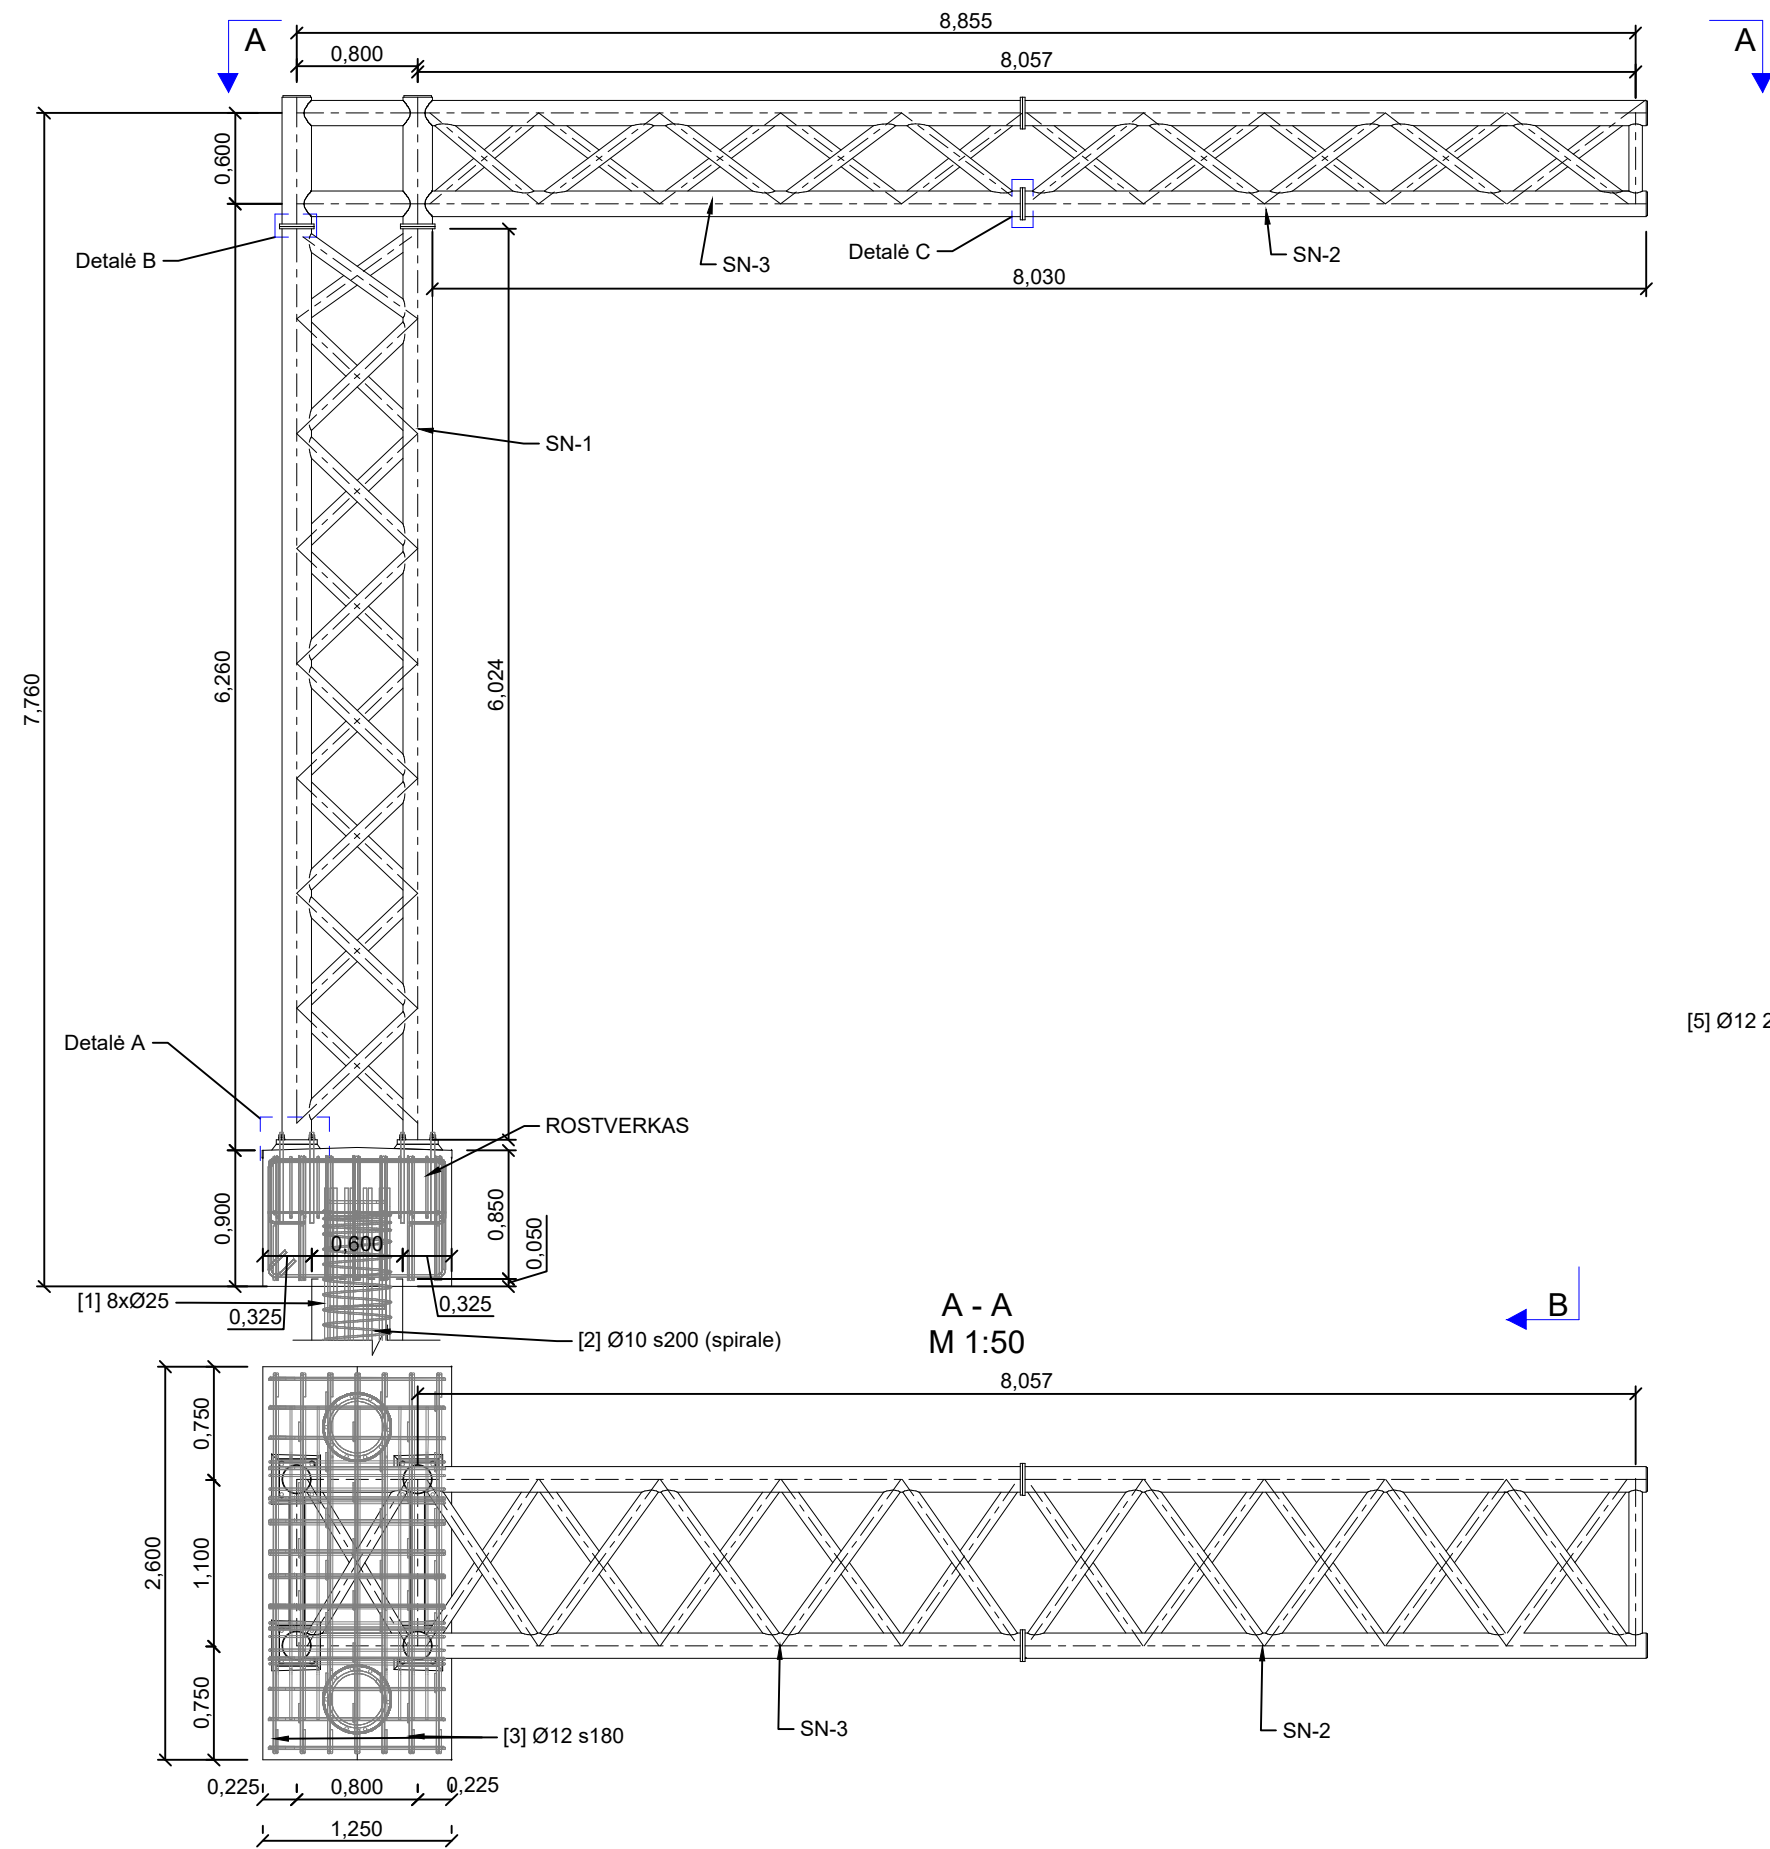 8,855
A
A
0,800
8,057
0,600
Detalė B
SN-3
Detalė C
SN-2
8,030
SN-1
7,760
6,260
6,024
[5] Ø12 2
Detalė A
ROSTVERKAS
0,900
0,850
0,050
0,600
[1] 8xØ25
0,325
0,325
[2] Ø10 s200 (spirale)
A - A
M 1:50
B
8,057
0,750
2,600
1,100
0,750
SN-3
SN-2
[3] Ø12 s180
0,225
0,800
0,225
1,250